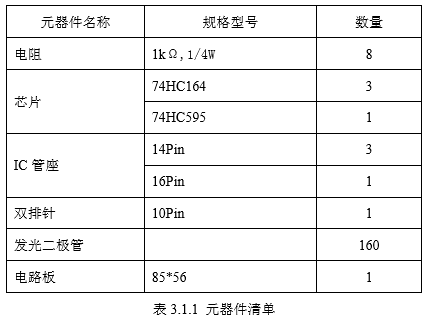 元器件名称 规格型号 数量
电阻 1kΩ, 1/4W 8
芯片 74HC164 3
74HC595 1
IC 管座 14Pin 3
16Pin 1
双排针 10Pin 1
发光二极管 160
电路板 85*56 1
表 3.1.1 元器件清单